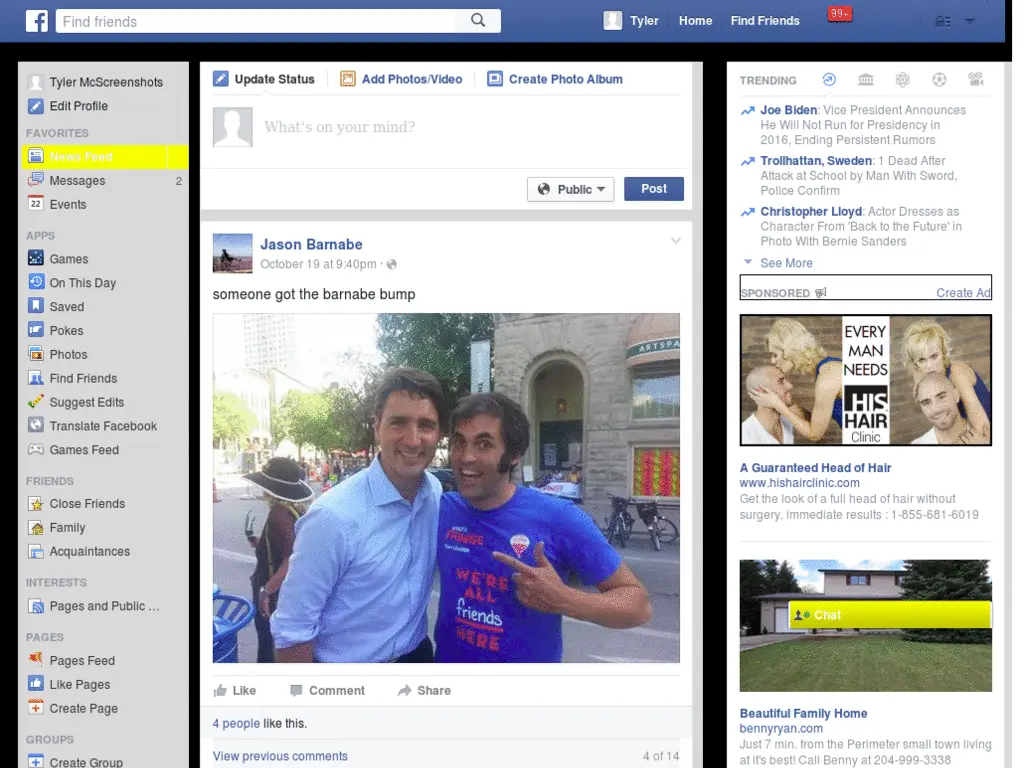 f
Find friends
Tyler
Home
Find Friends
99+
Tyler McScreenshots
Edit Profile
FAVORITES
News Feed
Messages 2
22 Events
APPS
Games
On This Day
Saved
Pokes
Photos
Find Friends
Suggest Edits
Translate Facebook
Games Feed
FRIENDS
Close Friends
Family
Acquaintances
INTERESTS
Pages and Public ...
PAGES
Pages Feed
Like Pages
Create Page
GROUPS
Create Group
Update Status
Add Photos/Video
Create Photo Album
What's on your mind?
Public
Post
Jason Barnabe
October 19 at 9:40pm ·
someone got the barnabe bump
ARTSPA
WE'RE
ALL
friends
HERE
Like
Comment
Share
4 people like this.
View previous comments 4 of 14
TRENDING
Joe Biden: Vice President Announces
He Will Not Run for Presidency in
2016, Ending Persistent Rumors
Trollhattan, Sweden: 1 Dead After
Attack at School by Man With Sword,
Police Confirm
Christopher Lloyd: Actor Dresses as
Character From 'Back to the Future' in
Photo With Bernie Sanders
See More
SPONSORED Create Ad
EVERY
MAN
NEEDS
HIS
HAIR
Clinic
A Guaranteed Head of Hair
www.hishairclinic.com
Get the look of a full head of hair without
surgery, immediate results : 1-855-681-6019
Chat
Beautiful Family Home
bennyryan.com
Just 7 min. from the Perimeter small town living
at it's best! Call Benny at 204-999-3338